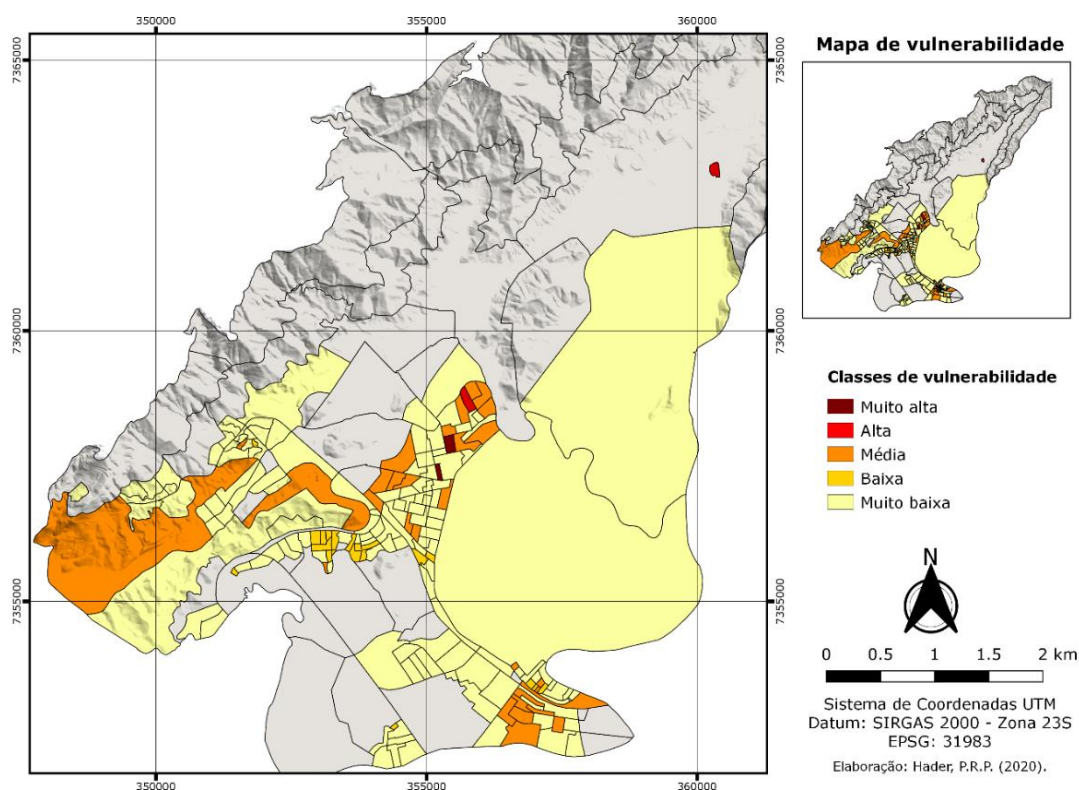 350000 355000 360000
7365000 7365000
7360000 7360000
7355000 7355000
350000 355000 360000
Mapa de vulnerabilidade
Classes de vulnerabilidade
Muito alta
Alta
Média
Baixa
Muito baixa
N
0 0.5 1 1.5 2 km
Sistema de Coordenadas UTM
Datum: SIRGAS 2000 - Zona 23S
EPSG: 31983
Elaboração: Hader, P.R.P. (2020).